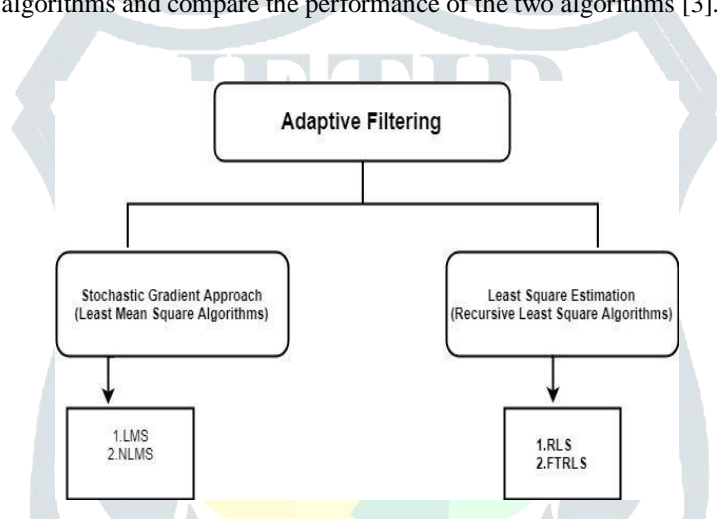 algorithms and compare the performance of the two algorithms [3].
JETIR
Adaptive Filtering
Stochastic Gradient Approach
(Least Mean Square Algorithms)
Least Square Estimation
(Recursive Least Square Algorithms)
1.LMS
2.NLMS
1.RLS
2.FTRLS